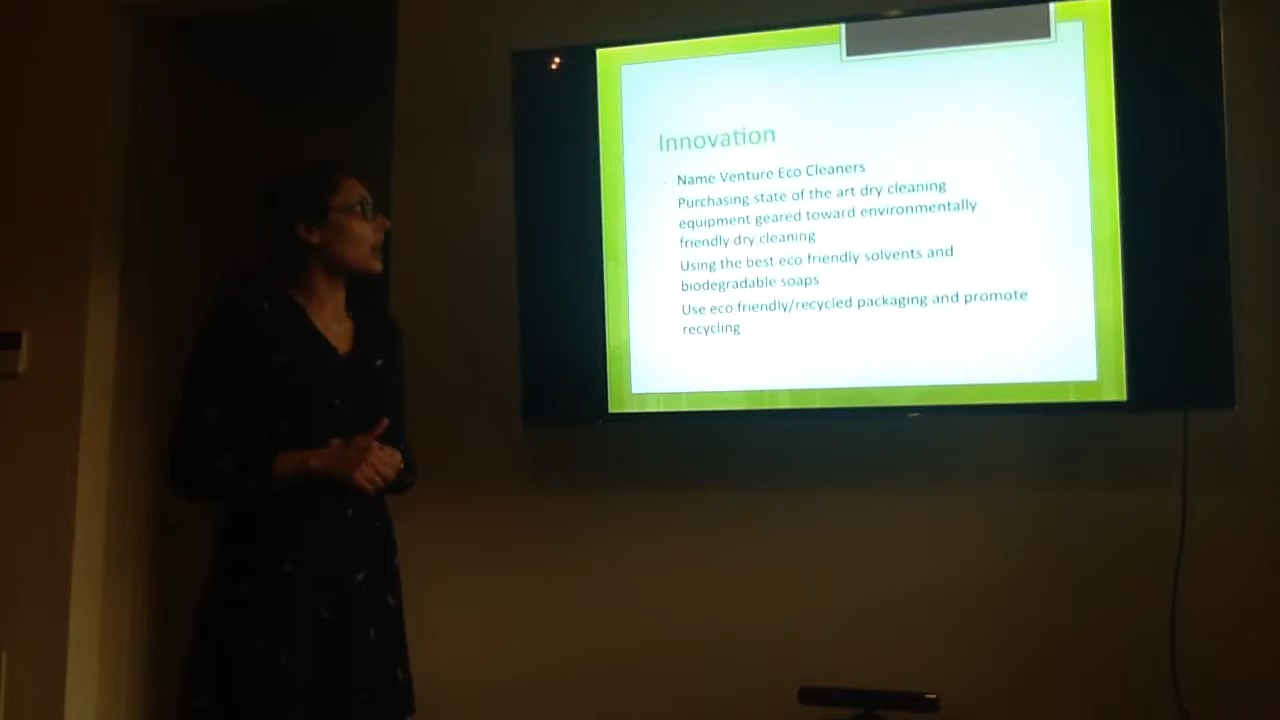 Innovation
Name Venture Eco Cleaners
Purchasing state of the art dry cleaning
equipment geared toward environmentally
friendly dry cleaning
Using the best eco friendly solvents and
biodegradable soaps
Use eco friendly/recycled packaging and promote
recycling